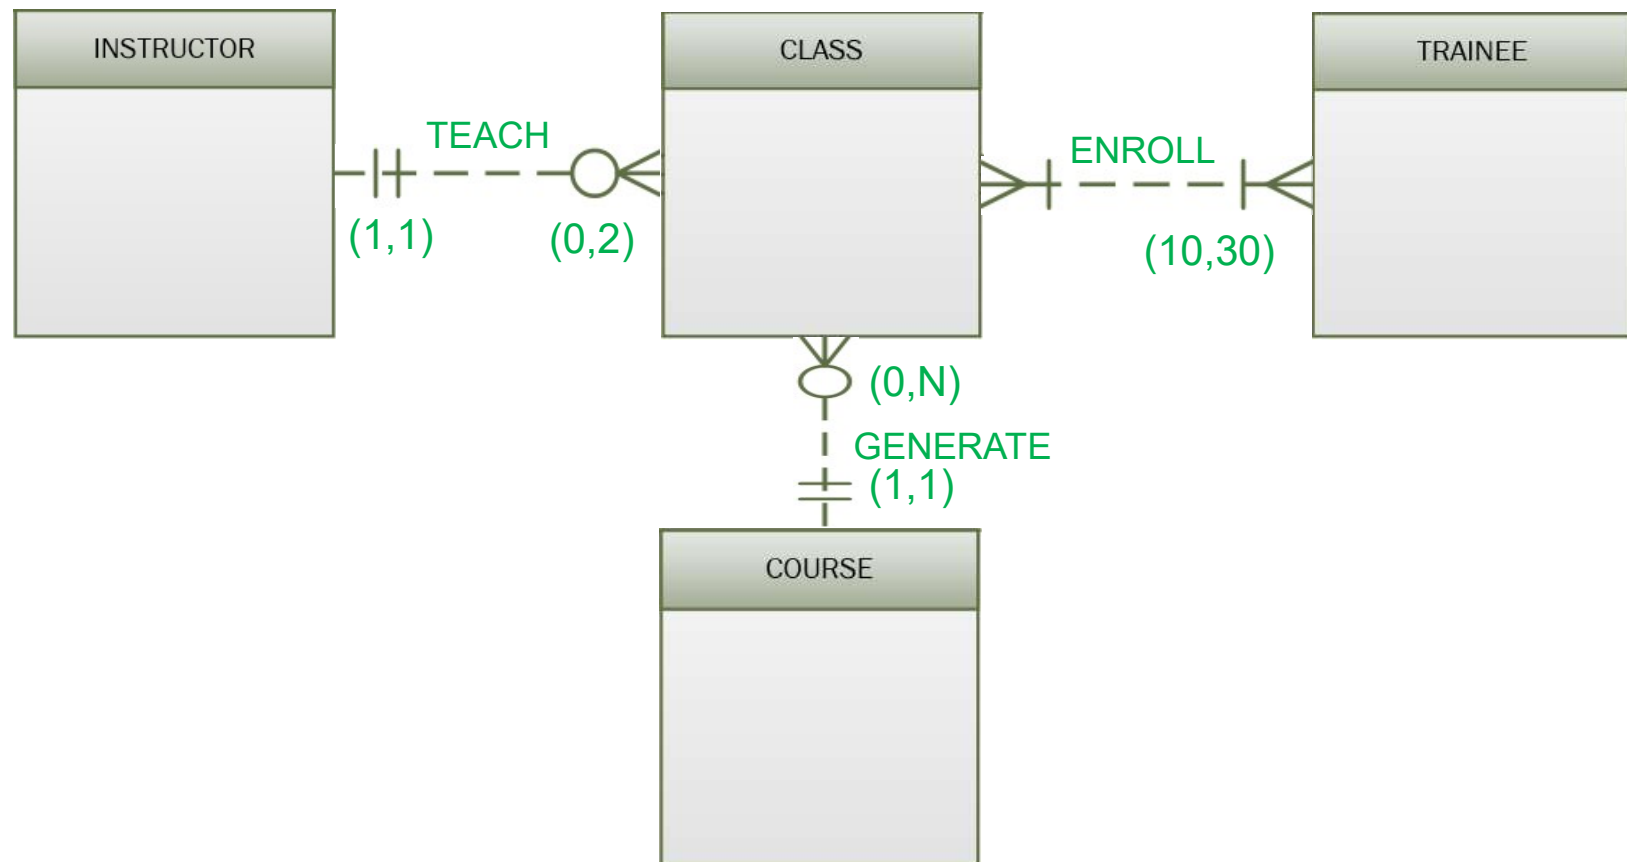 INSTRUCTOR
CLASS
TRAINEE
TEACH
ENROLL
(1,1)
(0,2)
(10,30)
(0,N)
GENERATE
(1,1)
COURSE